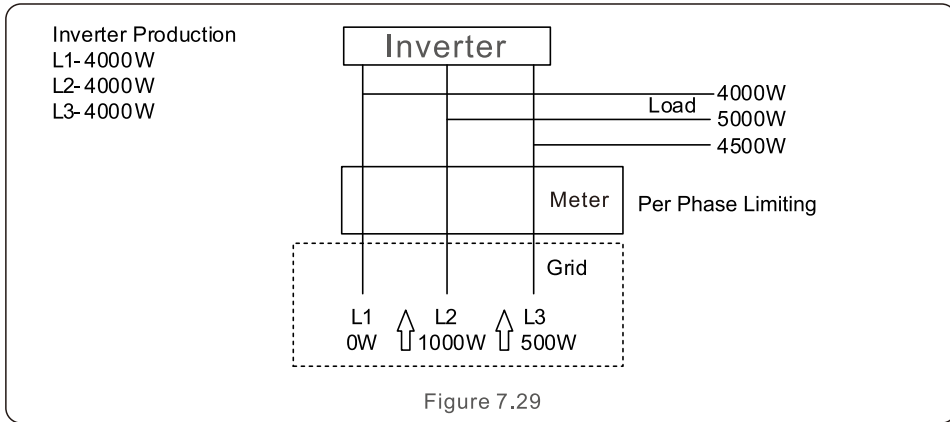 Inverter Production
L1-4000W
L2-4000W
L3-4000W
Inverter
4000W
Load
5000W
4500W
Meter
Per Phase Limiting
Grid
L1 L2 L3
0W 1000W 500W
Figure 7.29